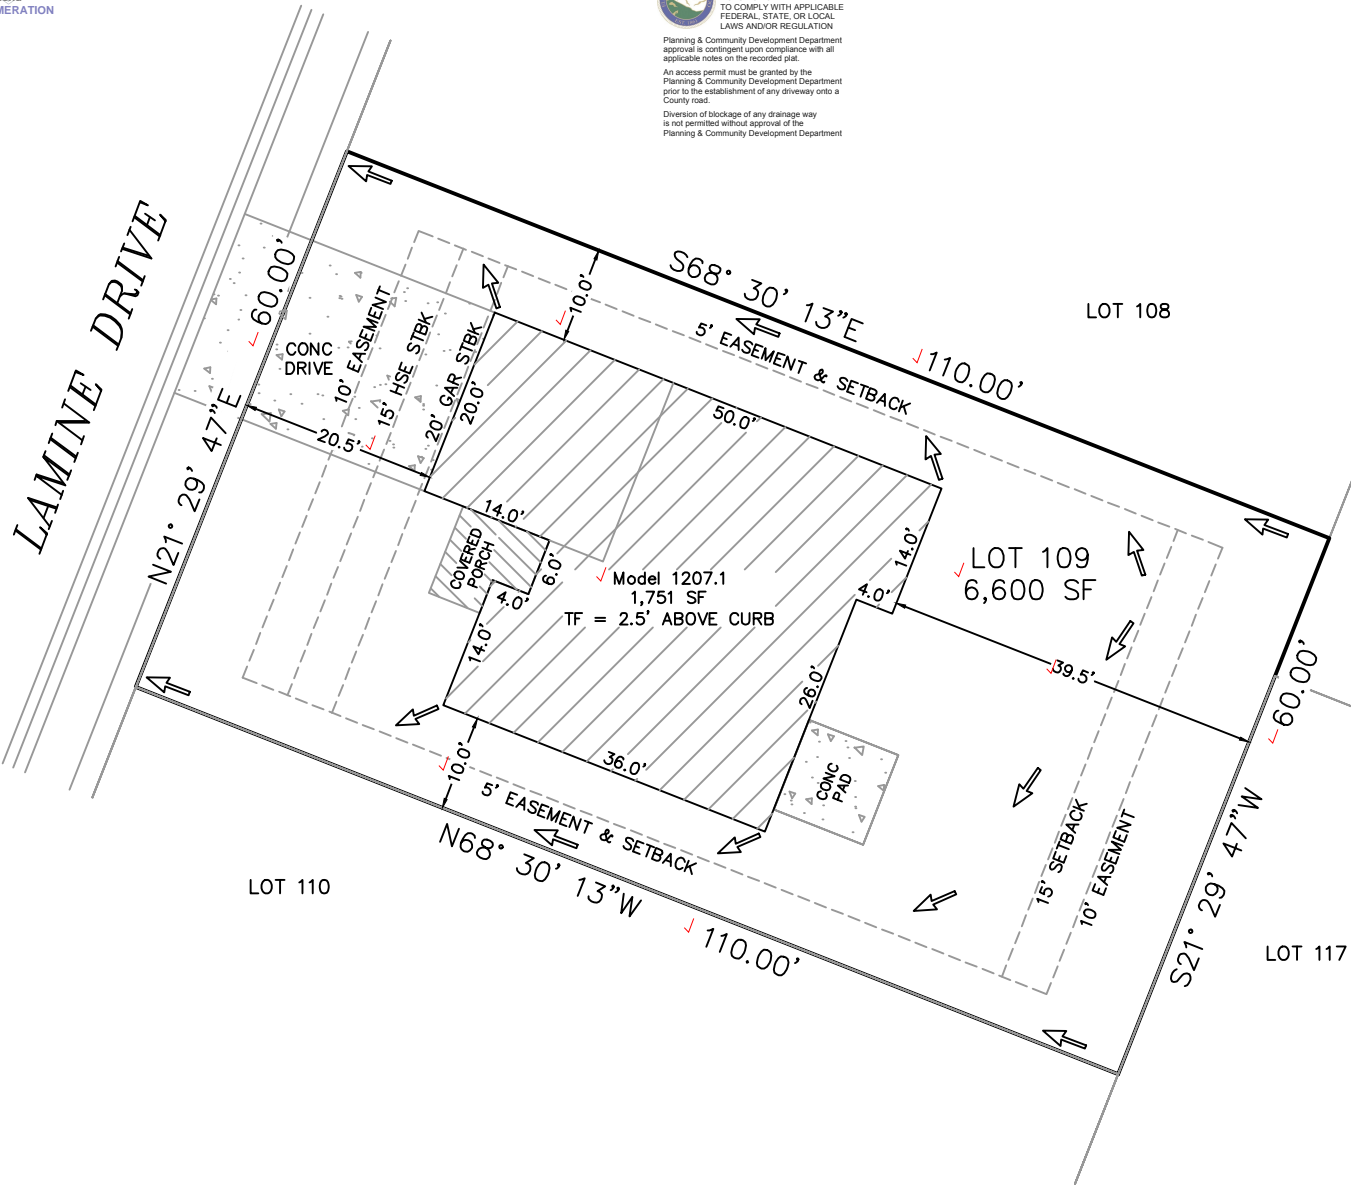 MERATION
TO COMPLY WITH APPLICABLE
FEDERAL, STATE, OR LOCAL
LAWS AND/OR REGULATION
Planning & Community Development Department
approval is contingent upon compliance with all
applicable notes on the recorded plat.
An access permit must be granted by the
Planning & Community Development Department
prior to the establishment of any driveway onto a
County road.
Diversion of blockage of any drainage way
is not permitted without approval of the
Planning & Community Development Department
LAMINE DRIVE
N21° 29' 47"E
60.00'
S68° 30' 13"E
110.00'
LOT 108
5' EASEMENT & SETBACK
10.0'
CONC
DRIVE
10' EASEMENT
15' HSE STBK
20' GAR STBK
20.0'
20.5'
50.0'
14.0'
COVERED
PORCH
6.0'
4.0'
14.0'
Model 1207.1
1,751 SF
TF = 2.5' ABOVE CURB
14.0'
4.0'
26.0'
LOT 109
6,600 SF
39.5'
60.00'
36.0'
10.0'
CONC
PAD
5' EASEMENT & SETBACK
15' SETBACK
10' EASEMENT
S21° 29' 47"W
N68° 30' 13"W
110.00'
LOT 110
LOT 117